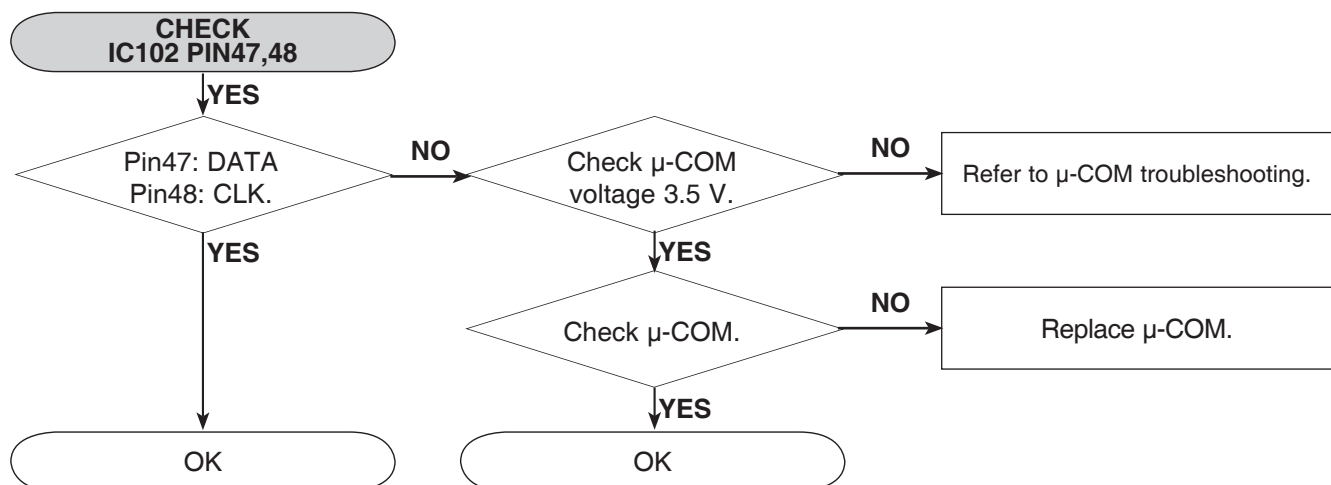 CHECK
IC102 PIN47,48
YES
Pin47: DATA
Pin48: CLK.
NO
Check µ-COM
voltage 3.5 V.
NO
Refer to µ-COM troubleshooting.
YES
YES
Check µ-COM.
NO
Replace µ-COM.
YES
OK
OK